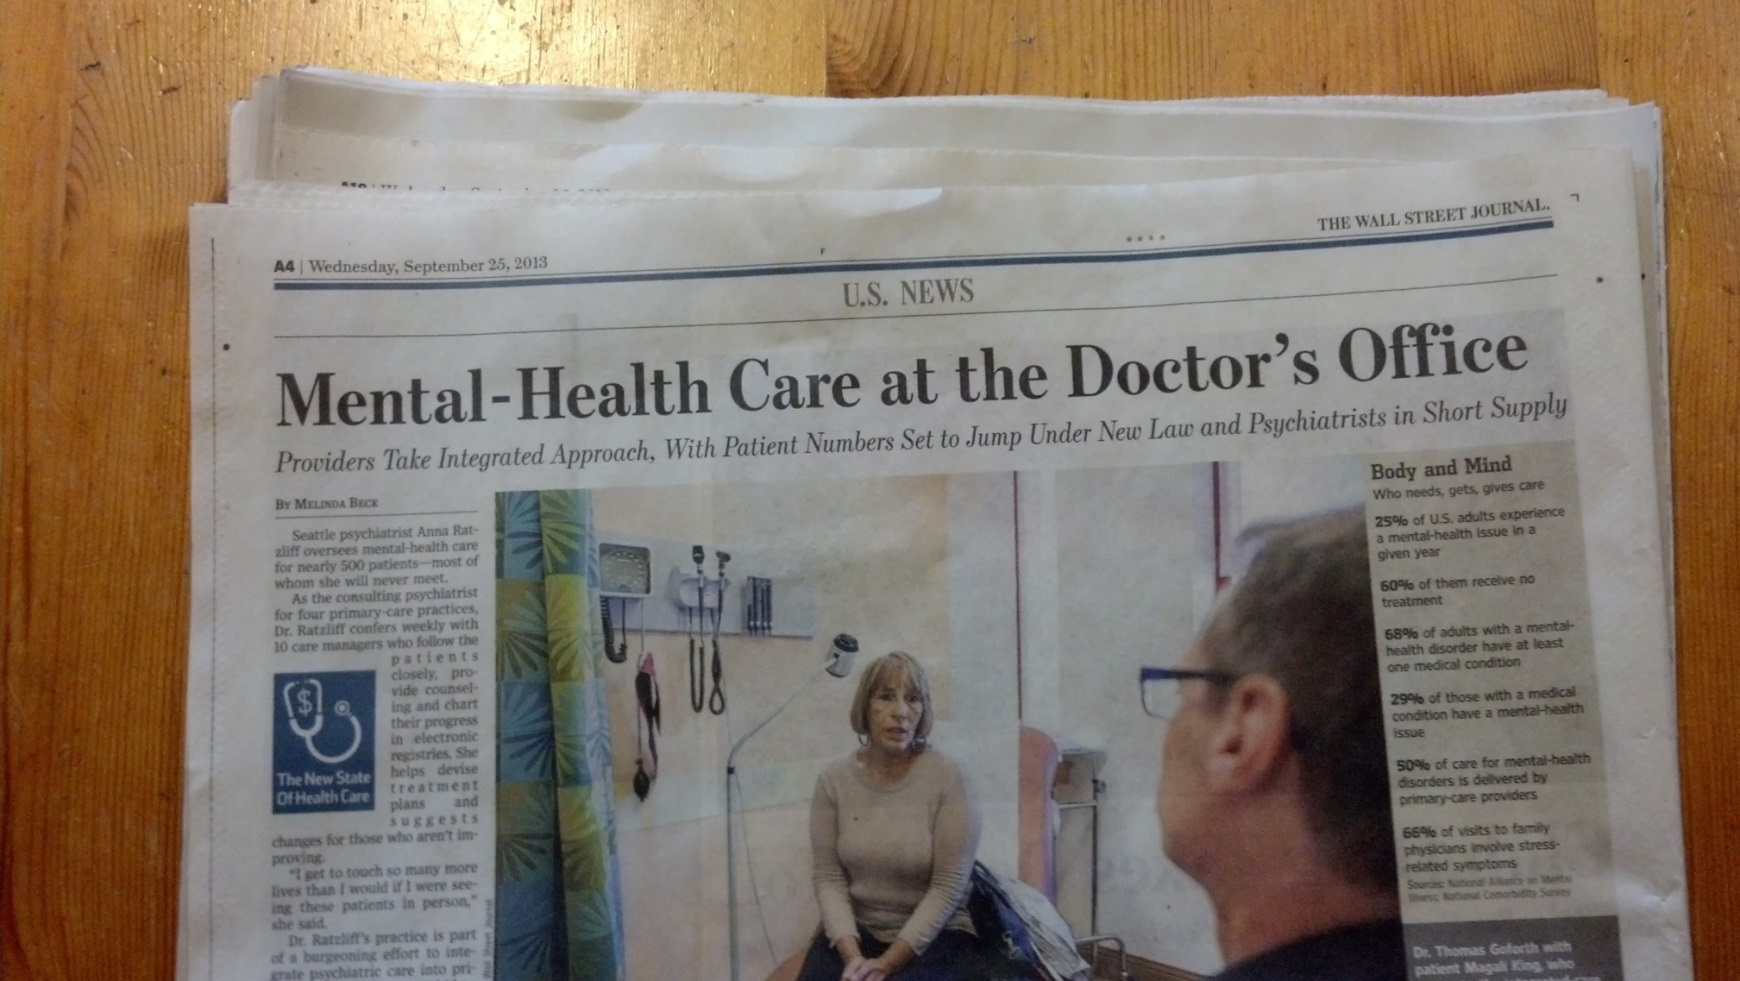 A4 | Wednesday, September 25, 2013
F
* * * *
THE WALL STREET JOURNAL.
U.S. NEWS
Mental-Health Care at the Doctor's Office
Providers Take Integrated Approach, With Patient Numbers Set to Jump Under New Law and Psychiatrists in Short Supply
BY MELINDA BECK
Seattle psychiatrist Anna Rat-
zliff oversees mental-health care
for nearly 500 patients—most of
whom she will never meet.
As the consulting psychiatrist
for four primary-care practices,
Dr. Ratzliff confers weekly with
10 care managers who follow the
patients
closely, pro-
vide counsel-
ing and chart
their progress
in electronic
registries. She
helps devise
treatment
plans and
suggests
The New State
Of Health Care
changes for those who aren't im-
proving.
"I get to touch so many more
lives than I would if I were see-
ing these patients in person,"
she said.
Dr. Ratzliff's practice is part
of a burgeoning effort to inte-
grate psychiatric care into pri-
Street Journal
Body and Mind
Who needs, gets, gives care
25% of U.S. adults experience
a mental-health issue in a
given year
60% of them receive no
treatment
68% of adults with a mental-
health disorder have at least
one medical condition
29% of those with a medical
condition have a mental-health
issue
50% of care for mental-health
disorders is delivered by
primary-care providers
66% of visits to family
physicians involve stress-
related symptoms
Sources: National Alliance on Mental
Illness; National Comorbidity Survey
Dr. Thomas Goforth with
patient Magali King, who